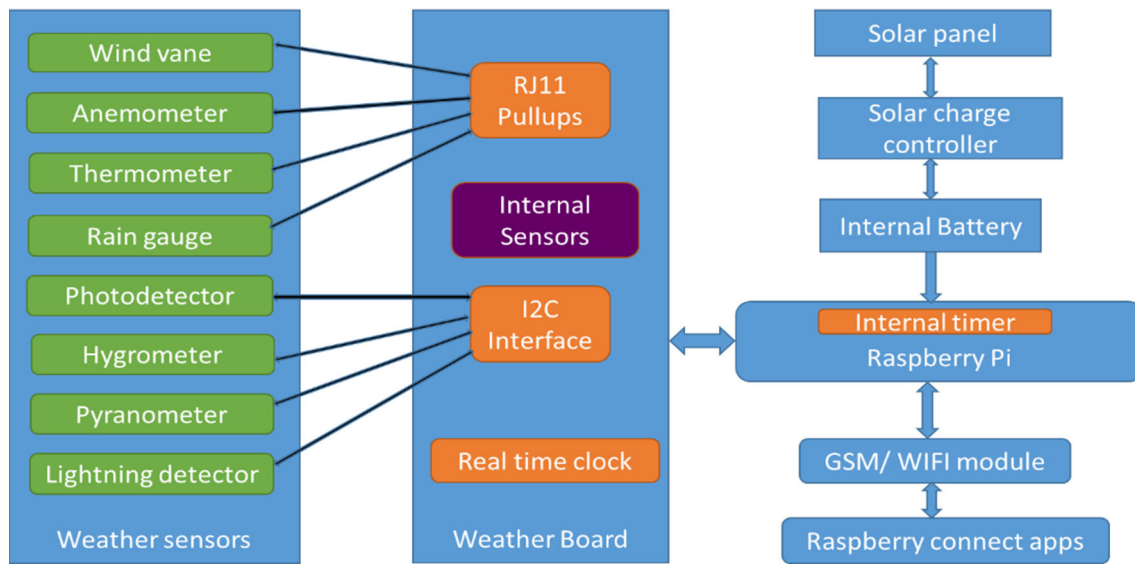 Wind vane
Anemometer
Thermometer
Rain gauge
Photodetector
Hygrometer
Pyranometer
Lightning detector
Weather sensors
RJ11
Pullups
Internal
Sensors
I2C
Interface
Real time clock
Weather Board
Solar panel
Solar charge
controller
Internal Battery
Internal timer
Raspberry Pi
GSM/ WIFI module
Raspberry connect apps